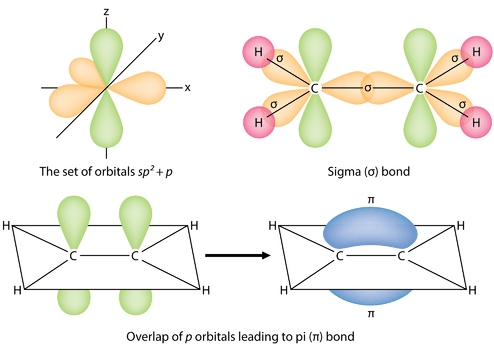 z
y
x
The set of orbitals sp² + p
H σ σ H
C σ C
H σ σ H
Sigma (σ) bond
π
H H H H
C C C C
H H H H
π
Overlap of p orbitals leading to pi (π) bond